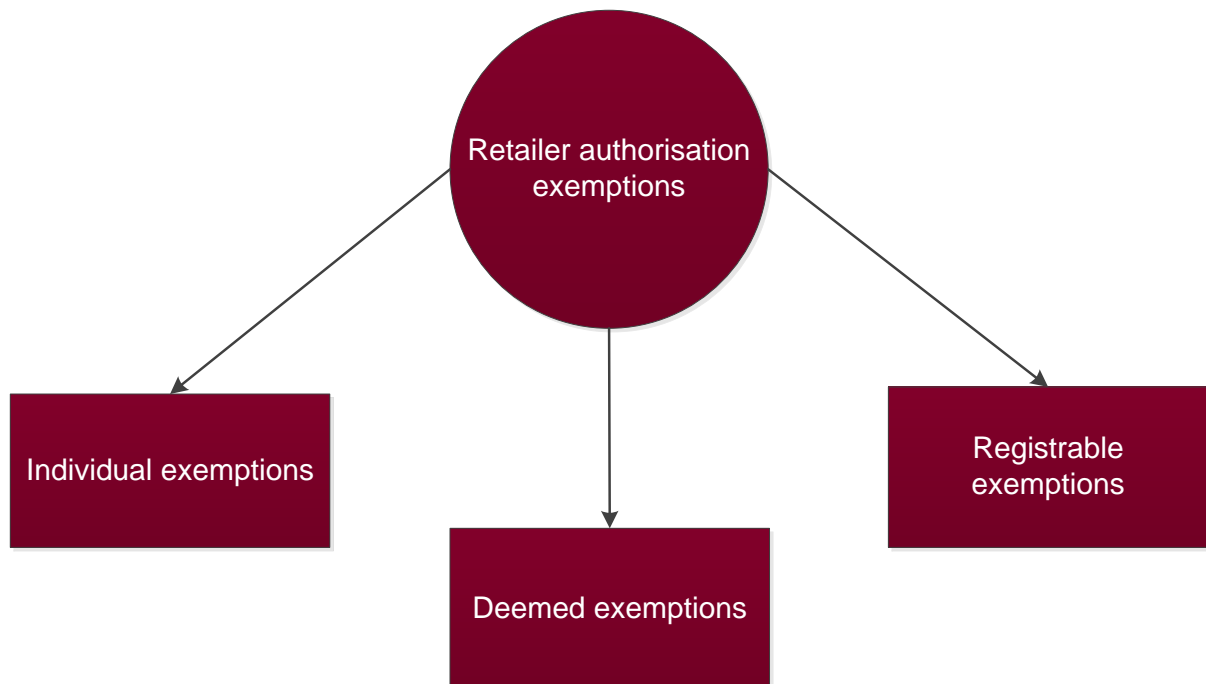 Retailer authorisation
exemptions
Individual exemptions
Registrable
exemptions
Deemed exemptions